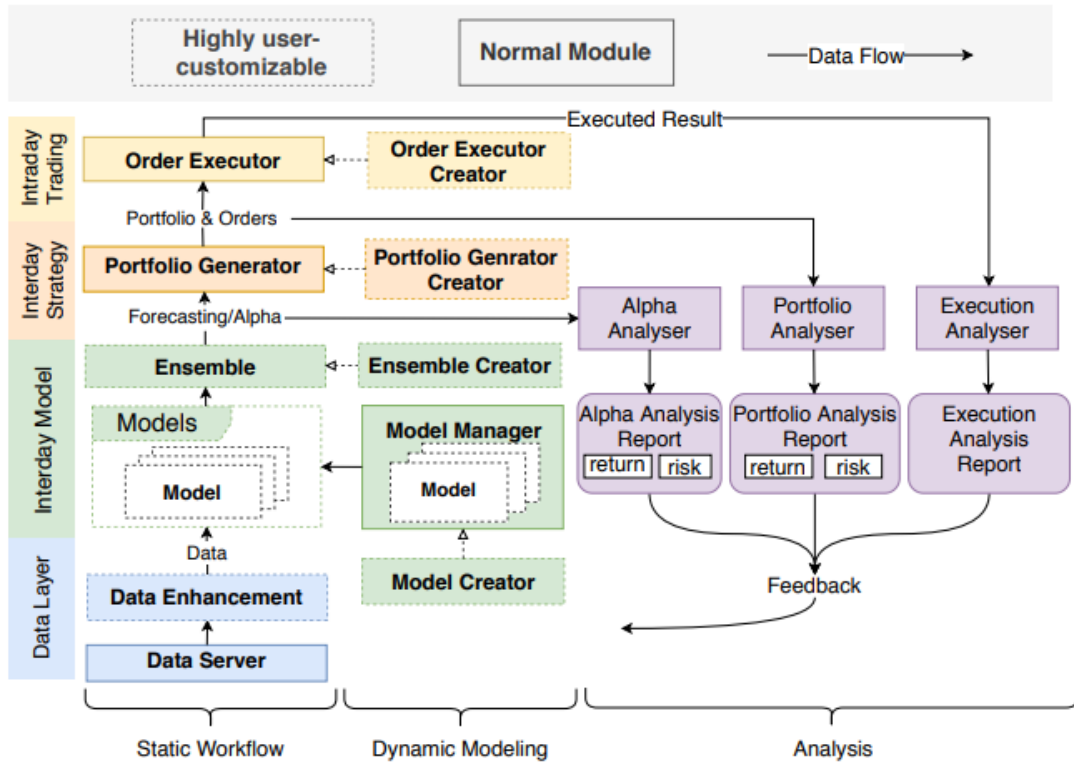 Highly user-
customizable
Normal Module
Data Flow
Intraday
Trading
Interday
Strategy
Interday Model
Data Layer
Executed Result
Order Executor
Order Executor
Creator
Portfolio & Orders
Portfolio Generator
Portfolio Genrator
Creator
Forecasting/Alpha
Alpha
Analyser
Portfolio
Analyser
Execution
Analyser
Ensemble
Ensemble Creator
Models
Model
Model Manager
Model
Alpha Analysis
Report
return
risk
Portfolio Analysis
Report
return
risk
Execution
Analysis
Report
Data
Model Creator
Feedback
Data Enhancement
Data Server
Static Workflow
Dynamic Modeling
Analysis